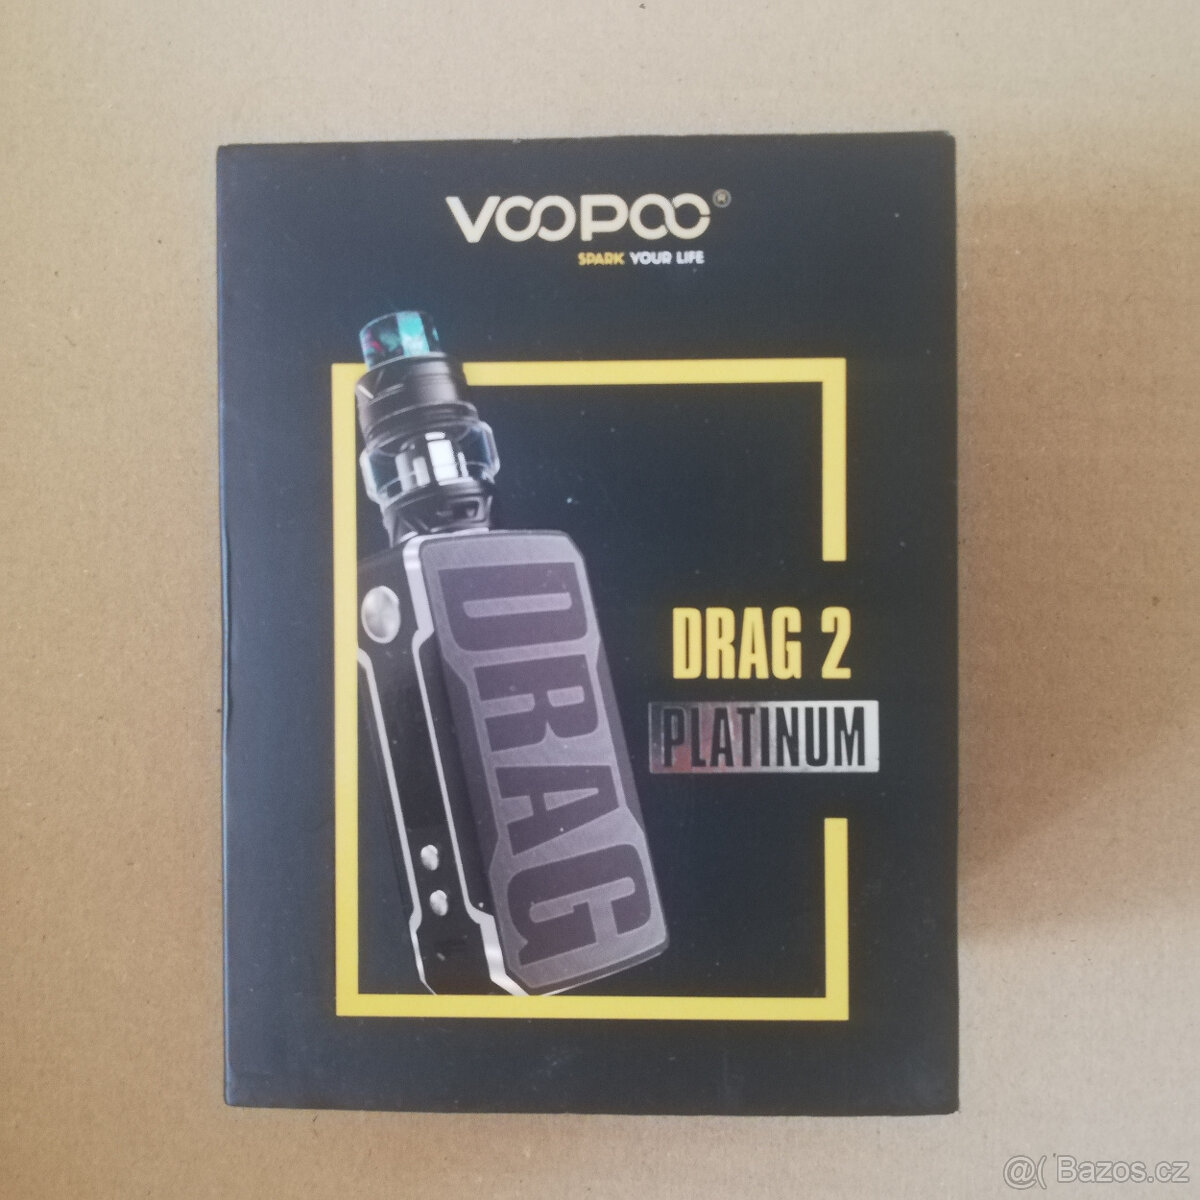 VOOPOO®
SPARK YOUR LIFE
DRAG
DRAG 2
PLATINUM
@( Bazos.cz